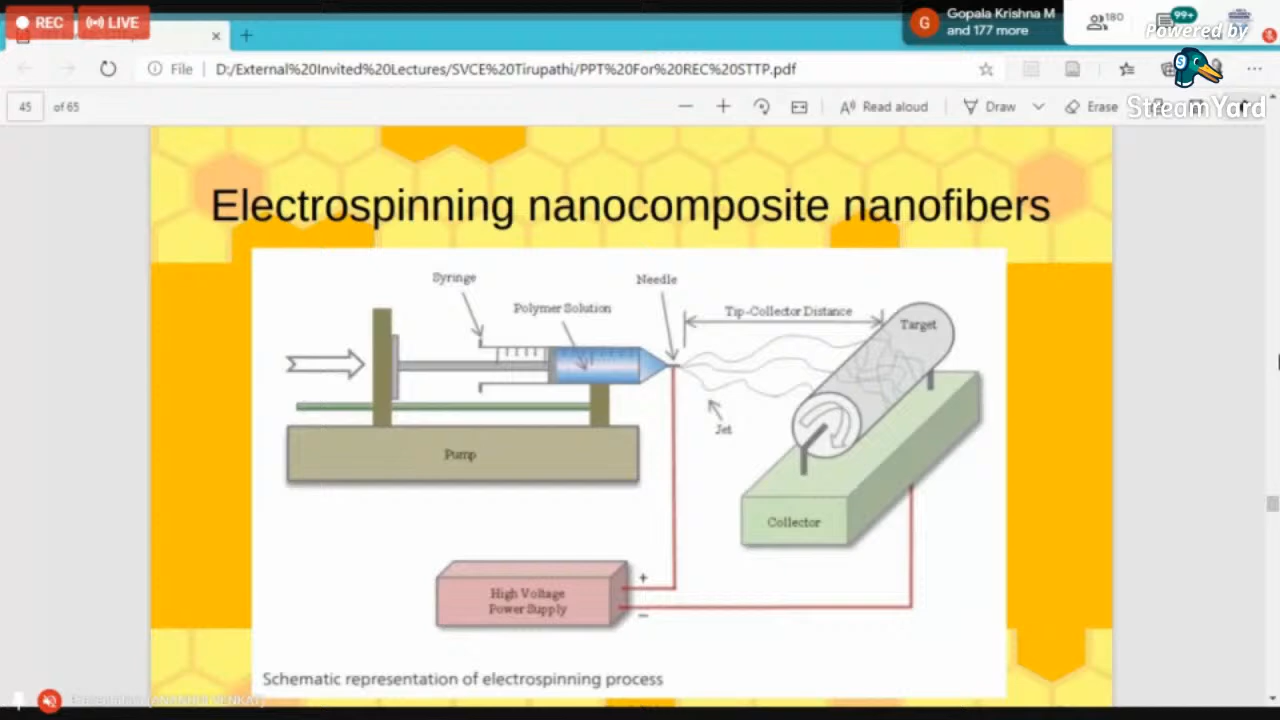 REC
LIVE
G
Gopala Krishna M
and 177 more
180
99+
Powered by
StreamYard
File
D:/External%20Invited%20Lectures/SVCE%20Tirupathi/PPT%20For%20REC%20STTP.pdf
45
of 65
Read aloud
Draw
Erase
Electrospinning nanocomposite nanofibers
Syringe
Needle
Polymer Solution
Tip-Collector Distance
Target
Jet
Pump
Collector
+
High Voltage
Power Supply
−
Schematic representation of electrospinning process